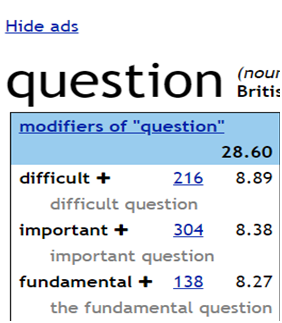 Hide ads
question (noun
Britis
modifiers of "question"
28.60
difficult + 216 8.89
difficult question
important + 304 8.38
important question
fundamental + 138 8.27
the fundamental question